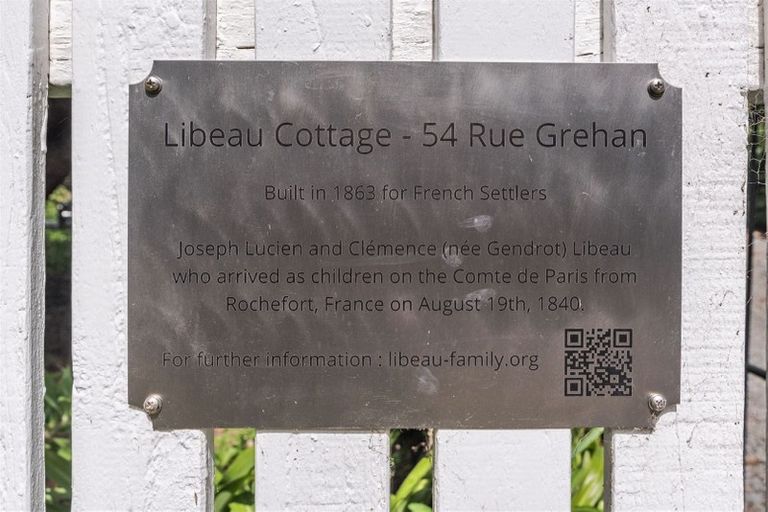 Libeau Cottage - 54 Rue Grehan
Built in 1863 for French Settlers
Joseph Lucien and Clémence (née Gendrot) Libeau
who arrived as children on the Comte de Paris from
Rochefort, France on August 19th, 1840.
For further information : libeau-family.org